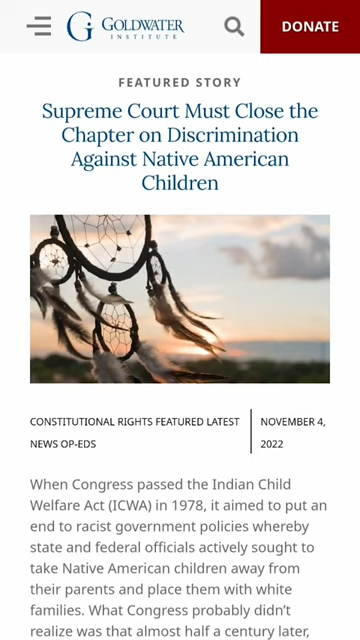 GOLDWATER
INSTITUTE
DONATE
FEATURED STORY
Supreme Court Must Close the
Chapter on Discrimination
Against Native American
Children
CONSTITUTIONAL RIGHTS FEATURED LATEST
NEWS OP-EDS
NOVEMBER 4,
2022
When Congress passed the Indian Child
Welfare Act (ICWA) in 1978, it aimed to put an
end to racist government policies whereby
state and federal officials actively sought to
take Native American children away from
their parents and place them with white
families. What Congress probably didn’t
realize was that almost half a century later,